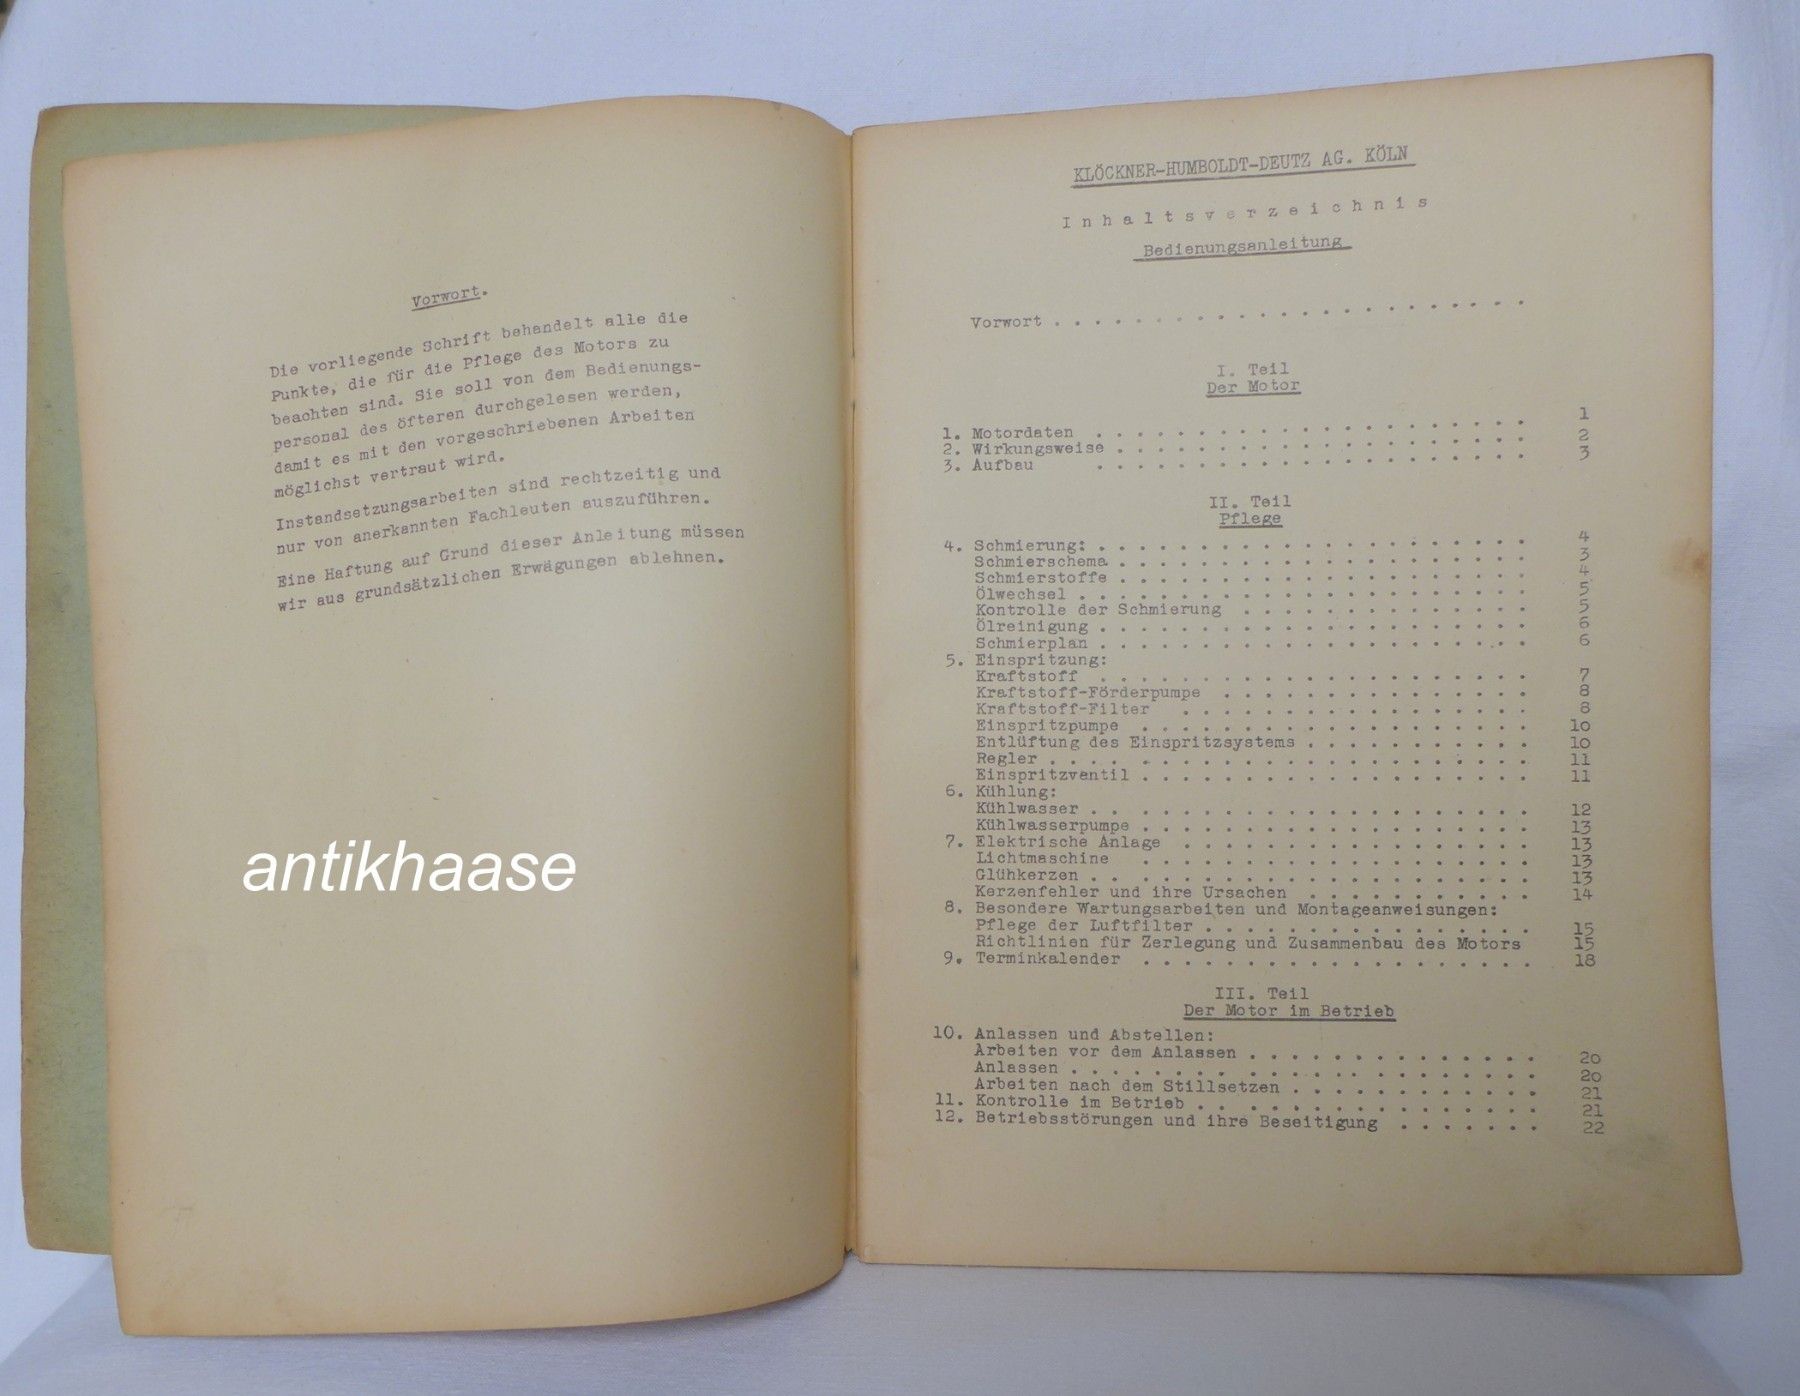 Vorwort.
Die vorliegende Schrift behandelt alle die
Punkte, die für die Pflege des Motors zu
beachten sind. Sie soll von dem Bedienungs-
personal des öfteren durchgelesen werden,
damit es mit den vorgeschriebenen Arbeiten
möglichst vertraut wird.
Instandsetzungsarbeiten sind rechtzeitig und
nur von anerkannten Fachleuten auszuführen.
Eine Haftung auf Grund dieser Anleitung müssen
wir aus grundsätzlichen Erwägungen ablehnen.
antikhaase
KLÖCKNER-HUMBOLDT-DEUTZ AG. KÖLN
Inhaltsverzeichnis
Bedienungsanleitung
Vorwort . . . . . . . . . . . . . . . . . . . . . . .
I. Teil
Der Motor
1. Motordaten . . . . . . . . . . . . . . . . . . . . . 1
2. Wirkungsweise . . . . . . . . . . . . . . . . . . . . 2
3. Aufbau . . . . . . . . . . . . . . . . . . . . . 3
II. Teil
Pflege
4. Schmierung: . . . . . . . . . . . . . . . . . . . . . 4
Schmierschema . . . . . . . . . . . . . . . . . . . . 3
Schmierstoffe . . . . . . . . . . . . . . . . . . . . 4
Ölwechsel . . . . . . . . . . . . . . . . . . . . . . 5
Kontrolle der Schmierung . . . . . . . . . . . . . . 5
Ölreinigung . . . . . . . . . . . . . . . . . . . . . 6
Schmierplan . . . . . . . . . . . . . . . . . . . . . 6
5. Einspritzung:
Kraftstoff . . . . . . . . . . . . . . . . . . . . . 7
Kraftstoff-Förderpumpe . . . . . . . . . . . . . . . 8
Kraftstoff-Filter . . . . . . . . . . . . . . . . . 8
Einspritzpumpe . . . . . . . . . . . . . . . . . . . 10
Entlüftung des Einspritzsystems . . . . . . . . . . . 10
Regler . . . . . . . . . . . . . . . . . . . . . . . 11
Einspritzventil . . . . . . . . . . . . . . . . . . . 11
6. Kühlung:
Kühlwasser . . . . . . . . . . . . . . . . . . . . . 12
Kühlwasserpumpe . . . . . . . . . . . . . . . . . . . 13
7. Elektrische Anlage . . . . . . . . . . . . . . . . . 13
Lichtmaschine . . . . . . . . . . . . . . . . . . . 13
Glühkerzen . . . . . . . . . . . . . . . . . . . . . 13
Kerzenfehler und ihre Ursachen . . . . . . . . . . . 14
8. Besondere Wartungsarbeiten und Montageanweisungen:
Pflege der Luftfilter . . . . . . . . . . . . . . . . 15
Richtlinien für Zerlegung und Zusammenbau des Motors 15
9. Terminkalender . . . . . . . . . . . . . . . . . . . 18
III. Teil
Der Motor im Betrieb
10. Anlassen und Abstellen:
Arbeiten vor dem Anlassen . . . . . . . . . . . . . . 20
Anlassen . . . . . . . . . . . . . . . . . . . . . . 20
Arbeiten nach dem Stillsetzen . . . . . . . . . . . . 21
11. Kontrolle im Betrieb . . . . . . . . . . . . . . . . 21
12. Betriebsstörungen und ihre Beseitigung . . . . . . . 22